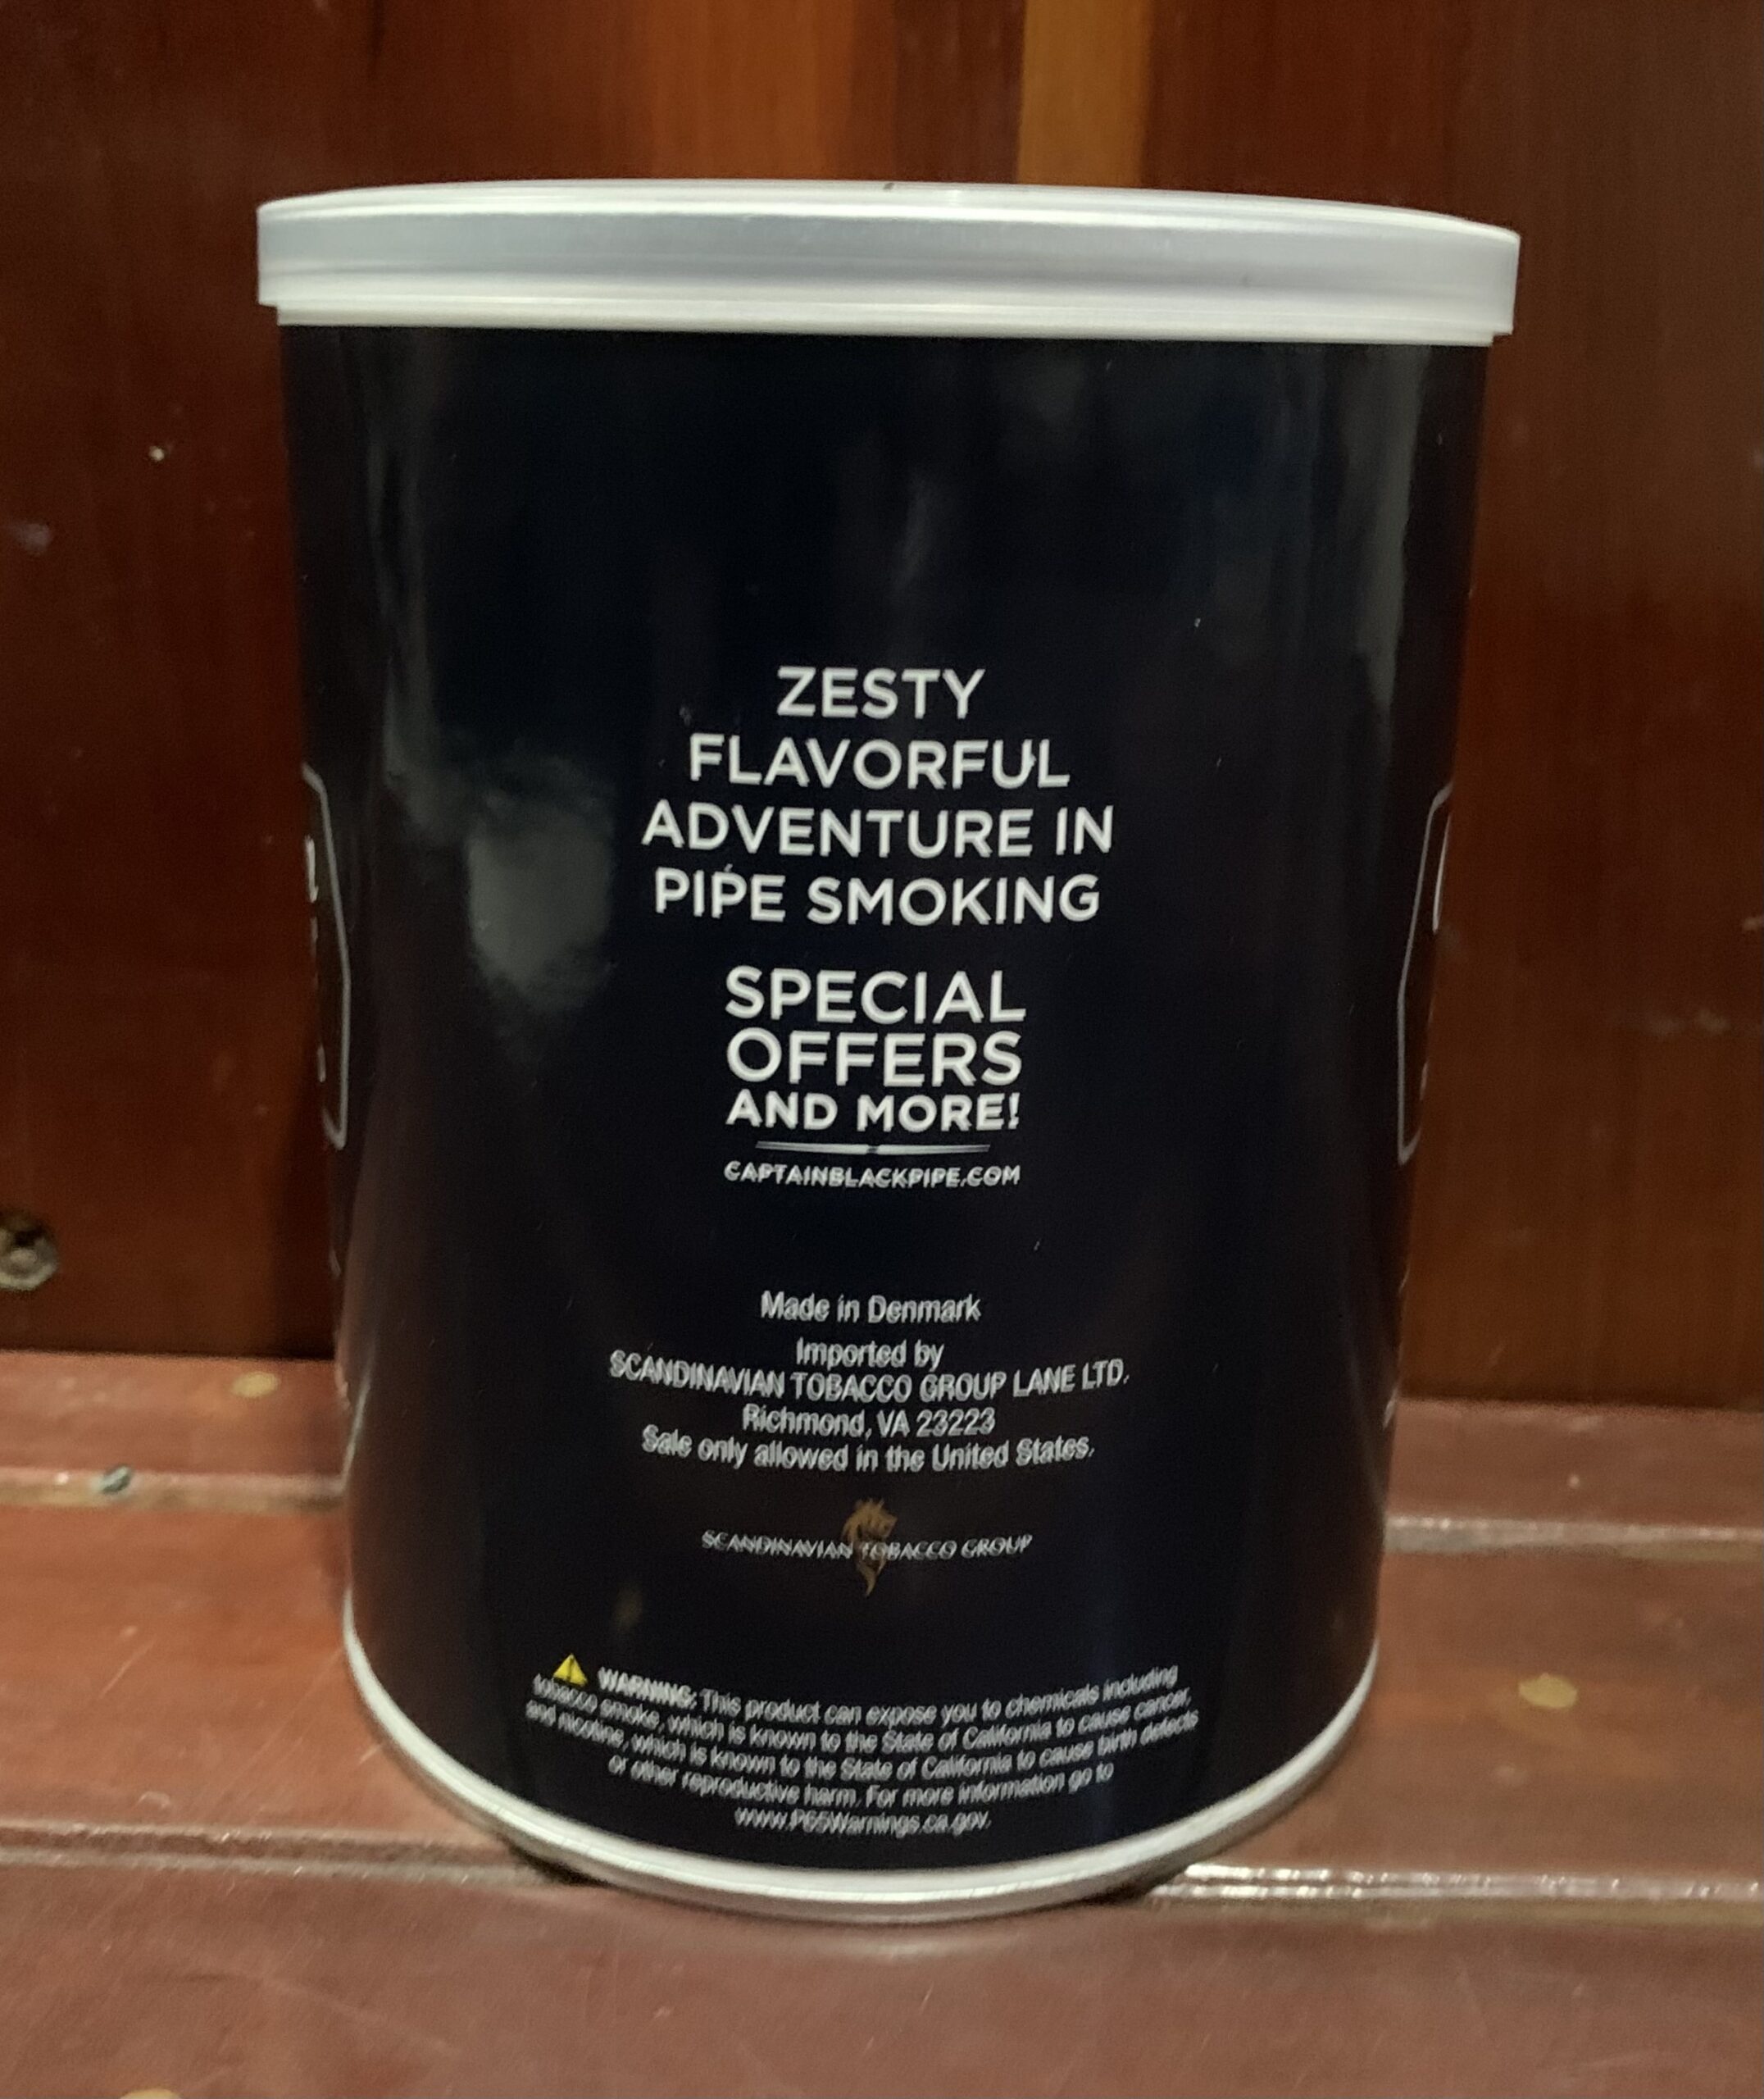 ZESTY
FLAVORFUL
ADVENTURE IN
PIPE SMOKING
SPECIAL
OFFERS
AND MORE!
CAPTAINBLACKPIPE.COM
Made in Denmark
Imported by
SCANDINAVIAN TOBACCO GROUP LANE LTD.
Richmond, VA 23223
Sale only allowed in the United States.
SCANDINAVIAN TOBACCO GROUP
WARNING: This product can expose you to chemicals including
tobacco smoke, which is known to the State of California to cause cancer,
and nicotine, which is known to the State of California to cause birth defects
or other reproductive harm. For more information go to
www.P65Warnings.ca.gov.